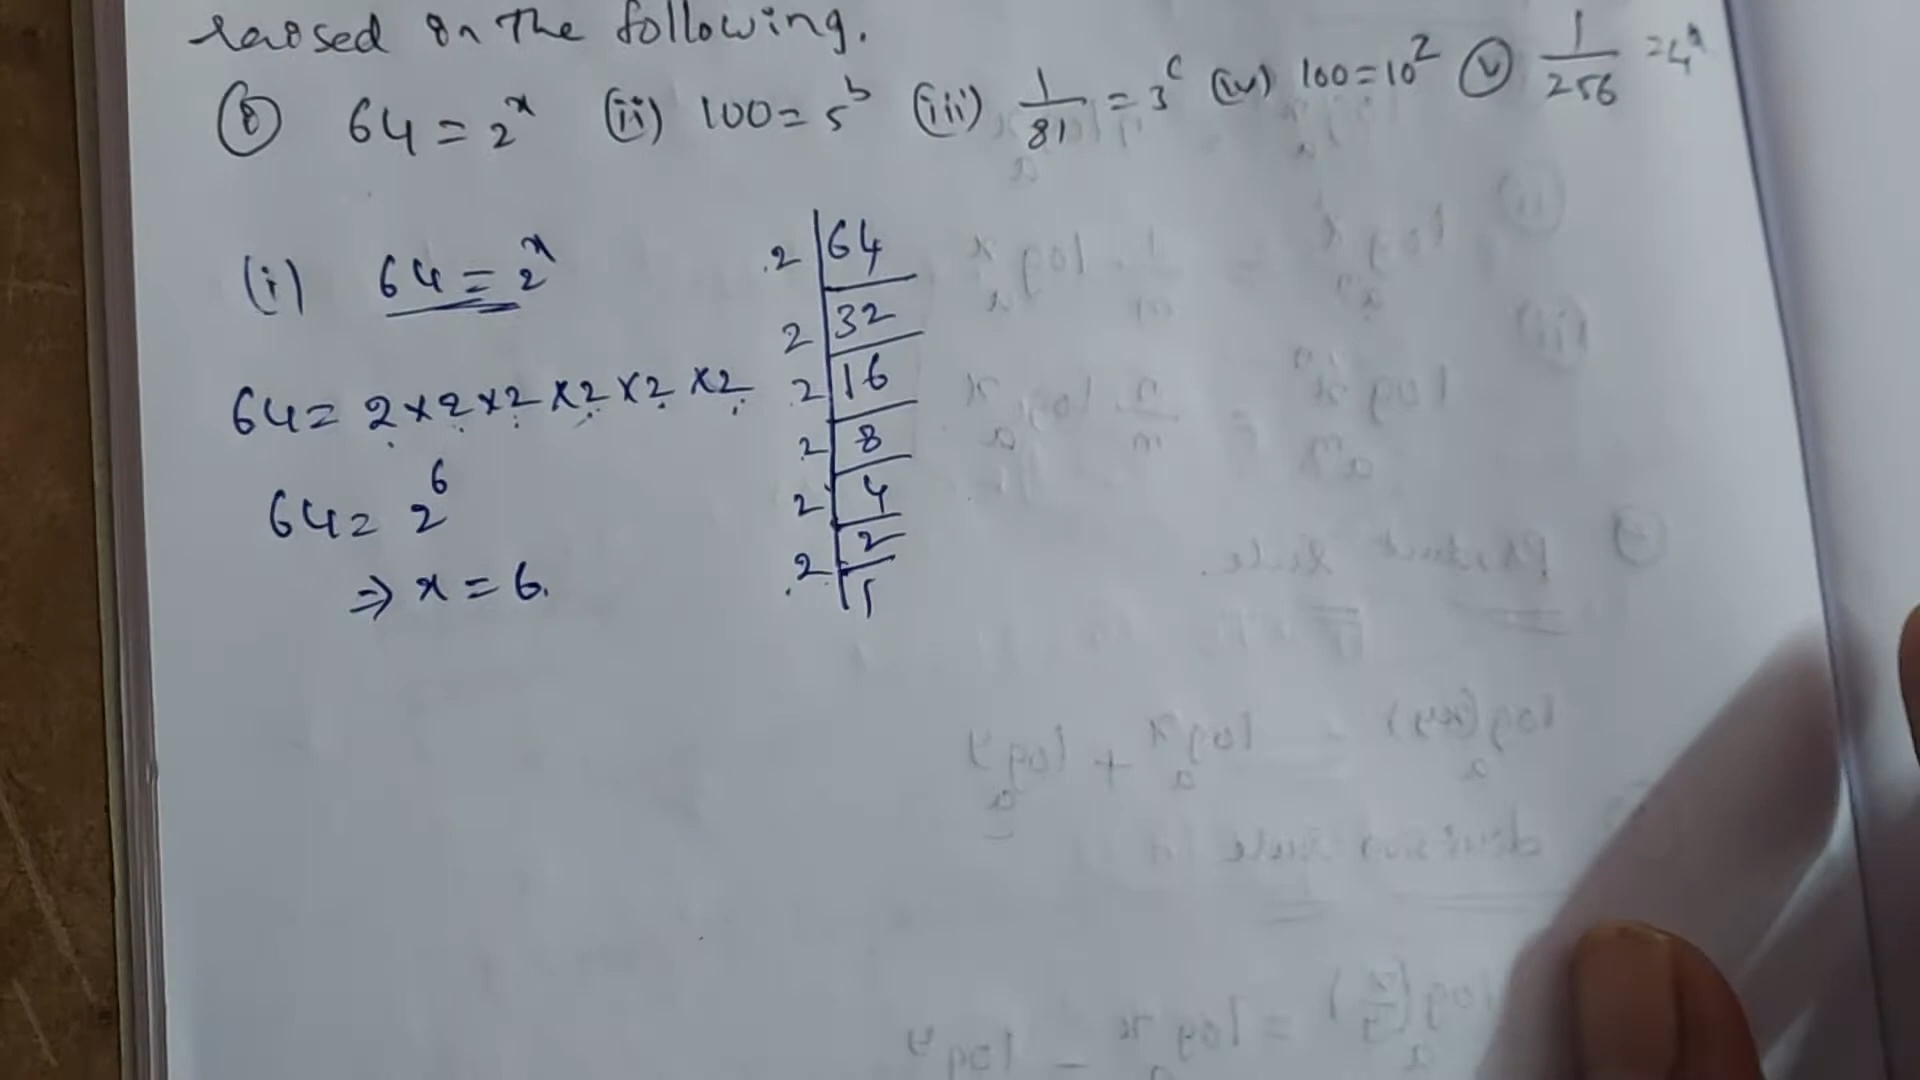 raised in the following.
(i) 64 = 2^x (ii) 100 = 5^b (iii) 1/81 = 3^c (iv) 100 = 10^2 (v) 1/256 = 4^a
(i) 64 = 2^x
64 = 2 × 2 × 2 × 2 × 2 × 2
64 = 2^6
⇒ x = 6.
2 | 64
2 | 32
2 | 16
2 | 8
2 | 4
2 | 2
1